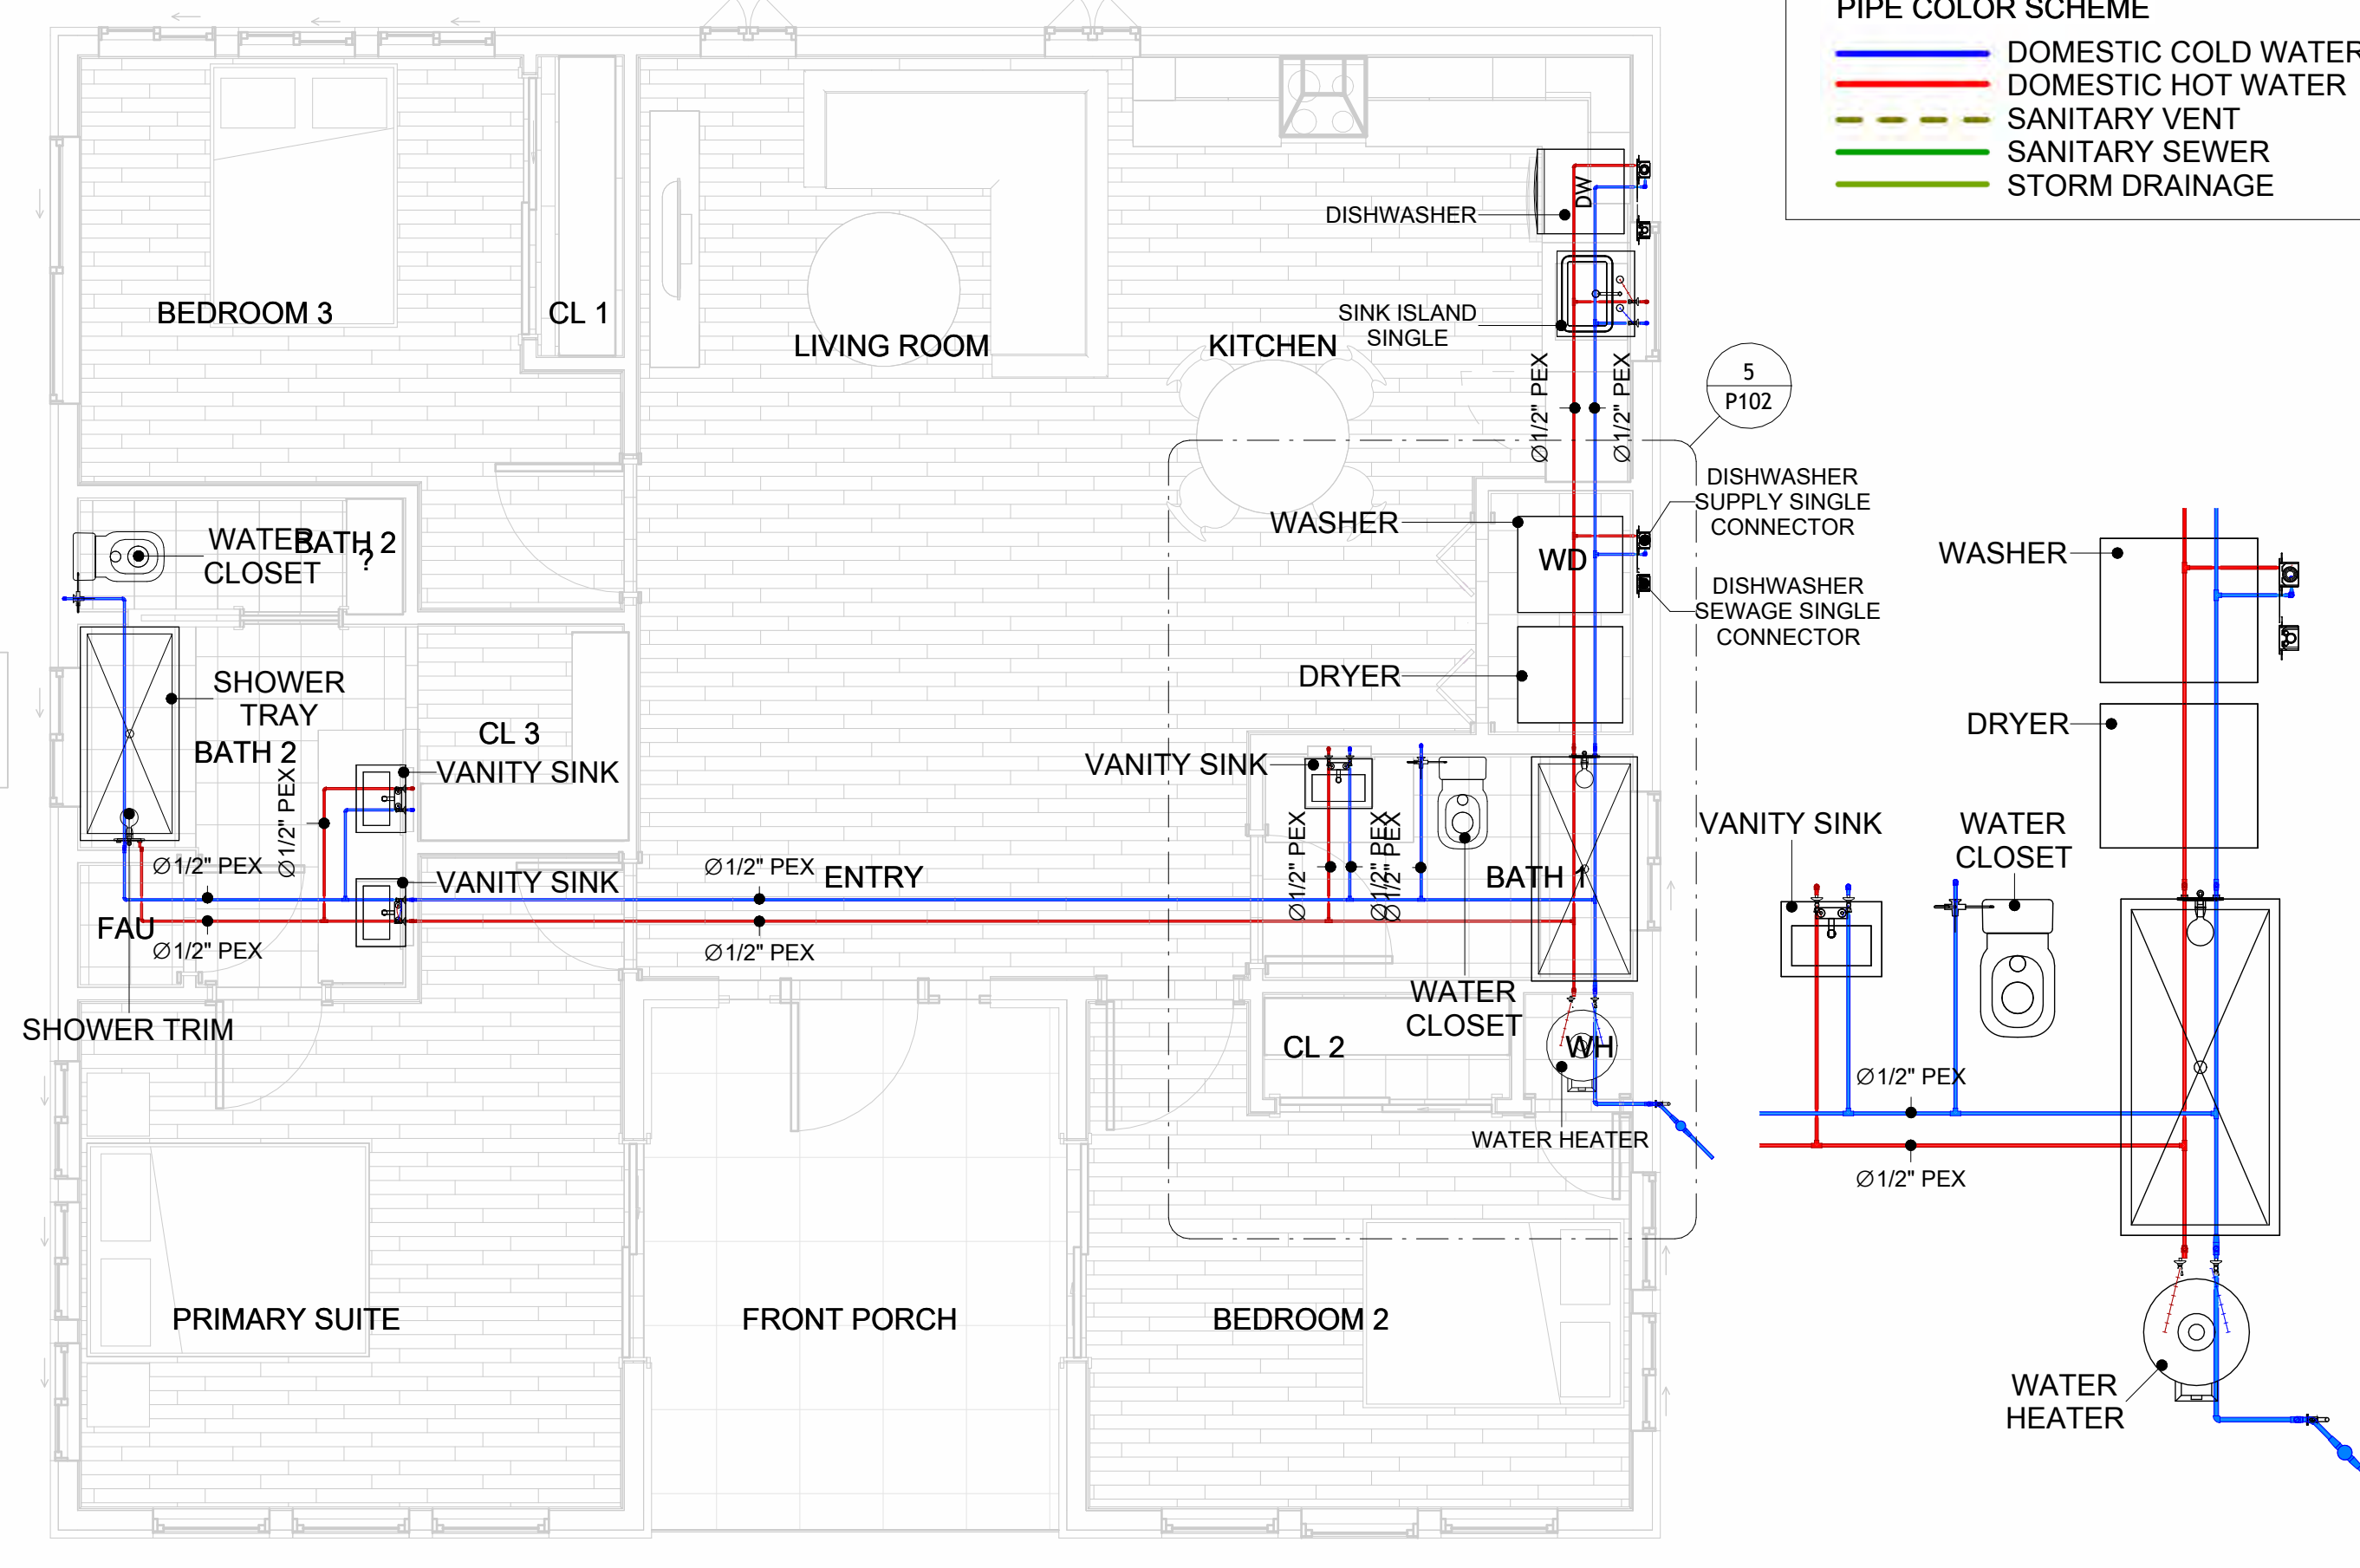 PIPE COLOR SCHEME
DOMESTIC COLD WATER
DOMESTIC HOT WATER
SANITARY VENT
SANITARY SEWER
STORM DRAINAGE
BEDROOM 3
CL 1
LIVING ROOM
KITCHEN
DISHWASHER
DW
SINK ISLAND
SINGLE
Ø1/2" PEX
Ø1/2" PEX
5
P102
DISHWASHER
SUPPLY SINGLE
CONNECTOR
WASHER
WD
DISHWASHER
SEWAGE SINGLE
CONNECTOR
DRYER
WATER
CLOSET
BATH 2
?
SHOWER
TRAY
BATH 2
CL 3
VANITY SINK
Ø1/2" PEX
Ø1/2" PEX
VANITY SINK
FAU
Ø1/2" PEX
SHOWER TRIM
Ø1/2" PEX
ENTRY
Ø1/2" PEX
VANITY SINK
Ø1/2" PEX
Ø1/2" PEX
Ø1/2" PEX
BATH 1
WATER
CLOSET
CL 2
WH
WATER HEATER
PRIMARY SUITE
FRONT PORCH
BEDROOM 2
WASHER
DRYER
VANITY SINK
WATER
CLOSET
Ø1/2" PEX
Ø1/2" PEX
WATER
HEATER